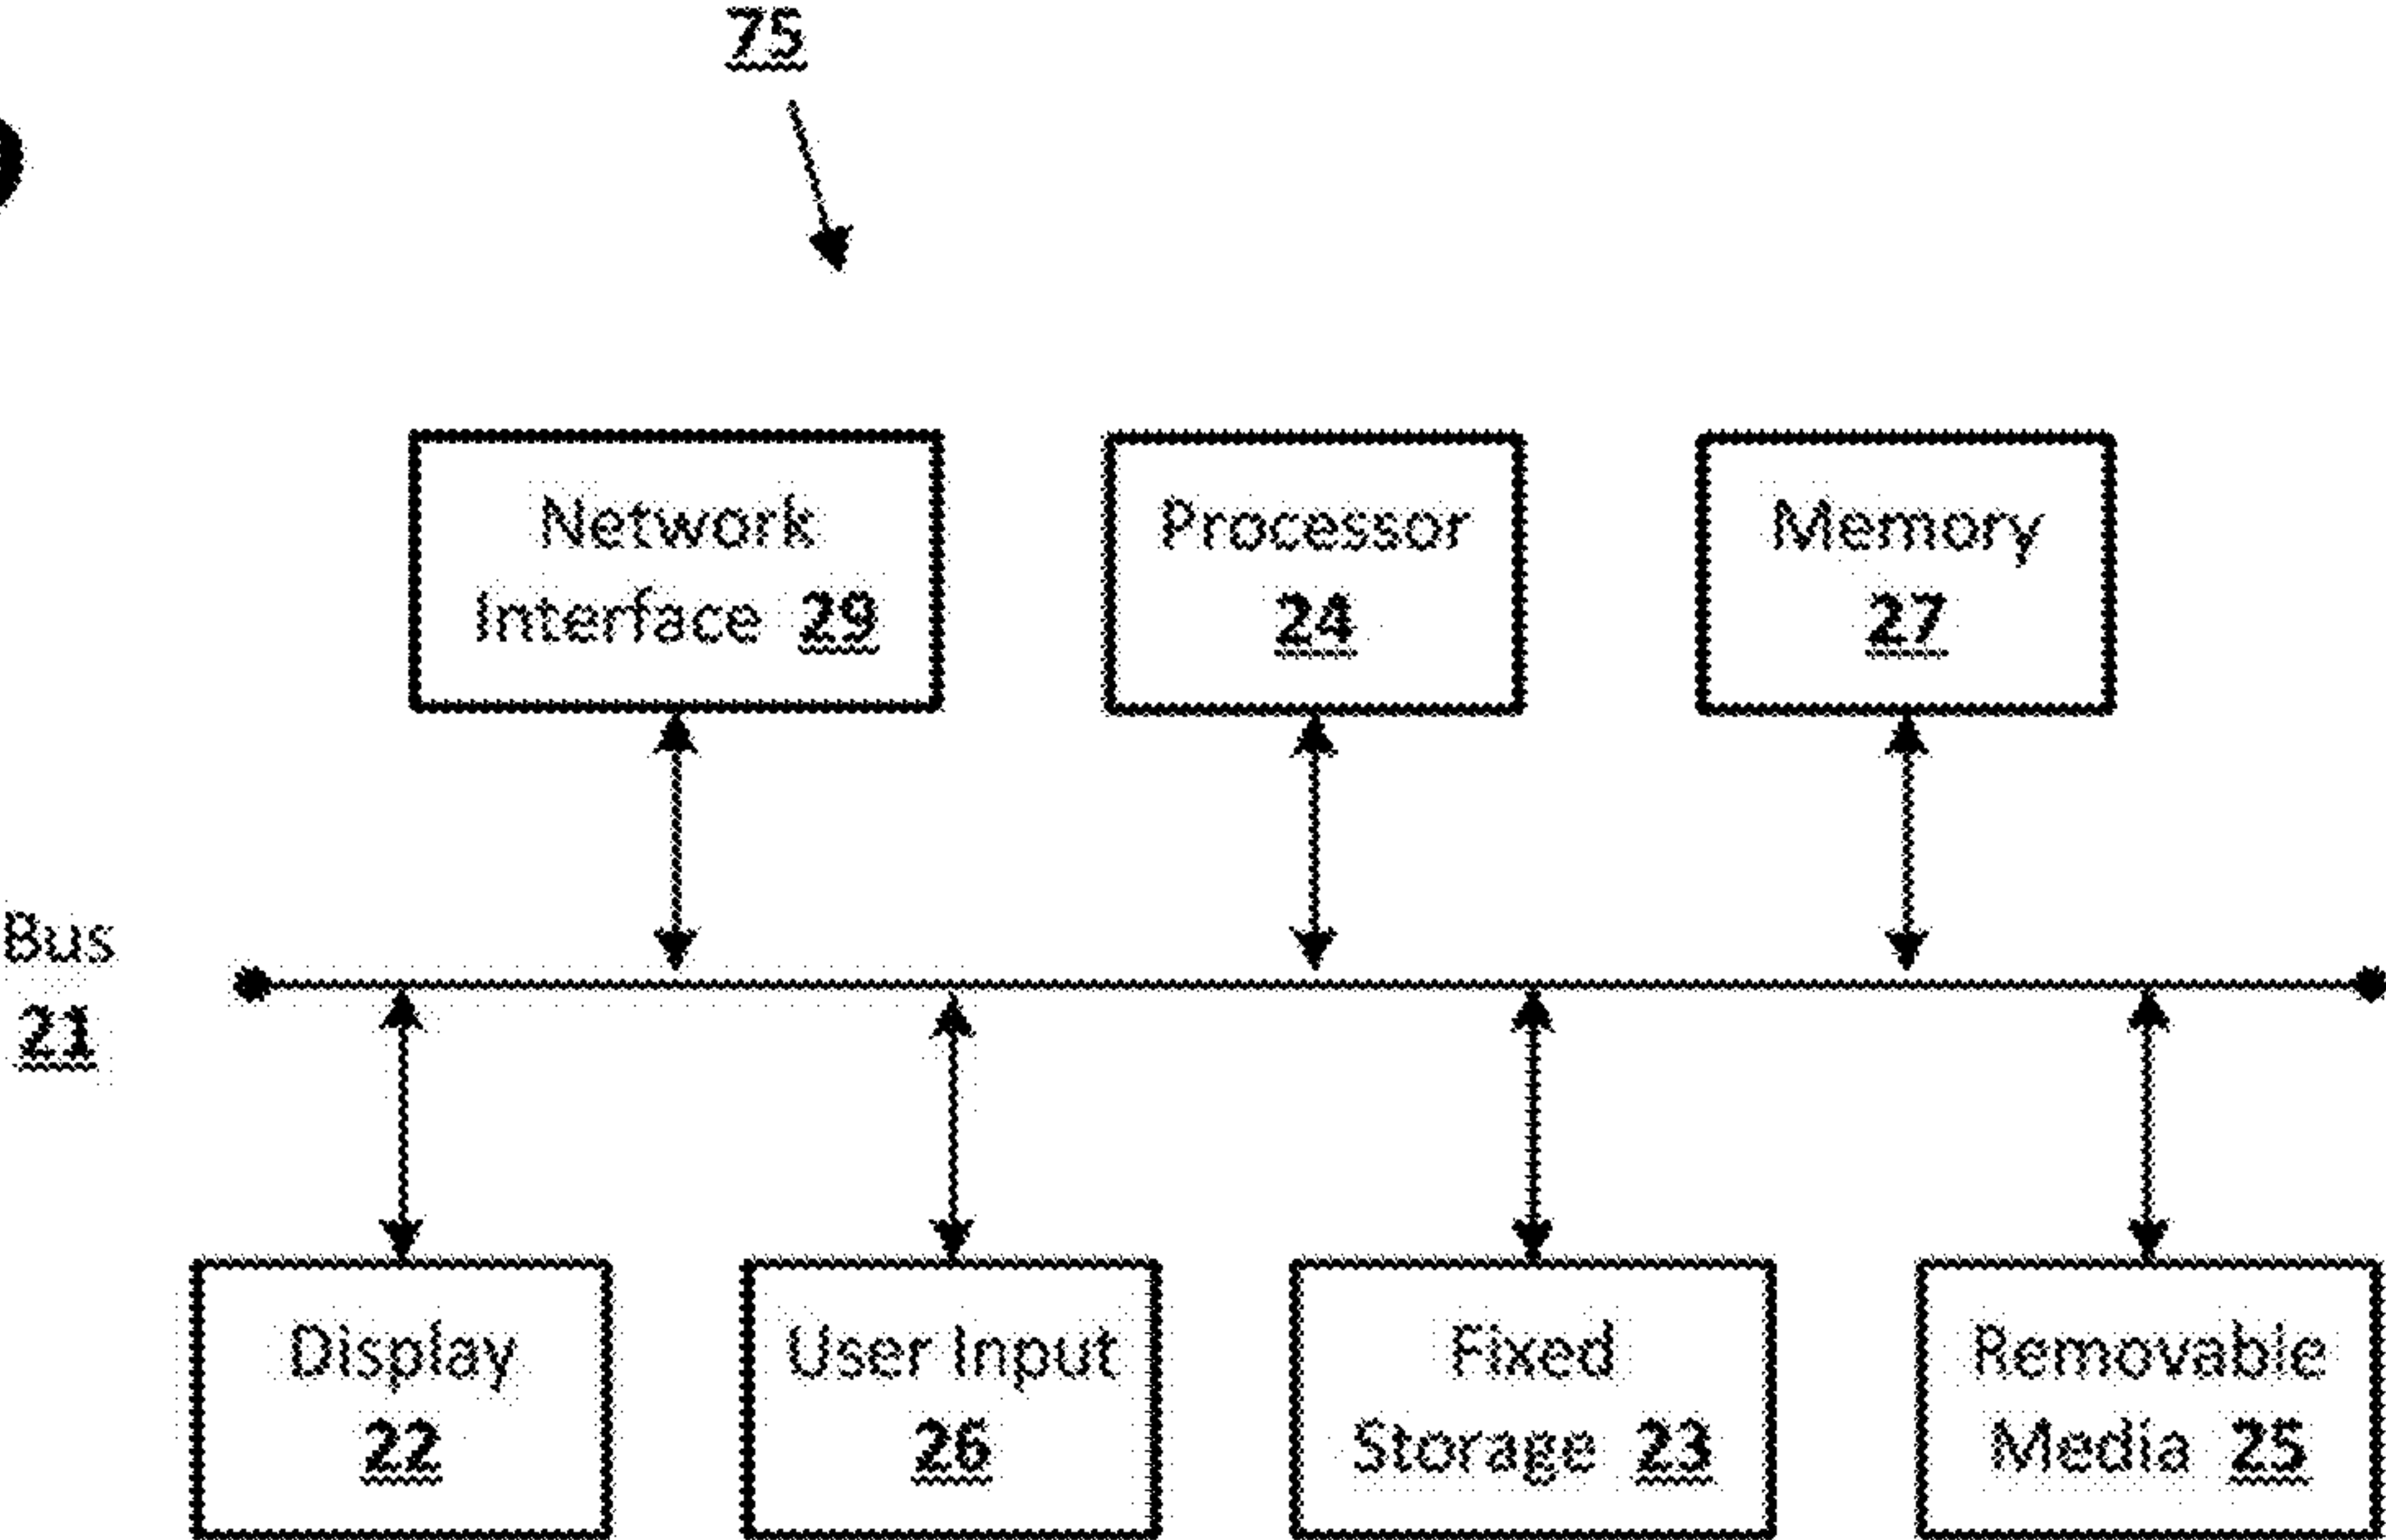 75
Network
Interface 29
Processor
24
Memory
27
Bus
21
Display
22
User Input
26
Fixed
Storage 23
Removable
Media 25